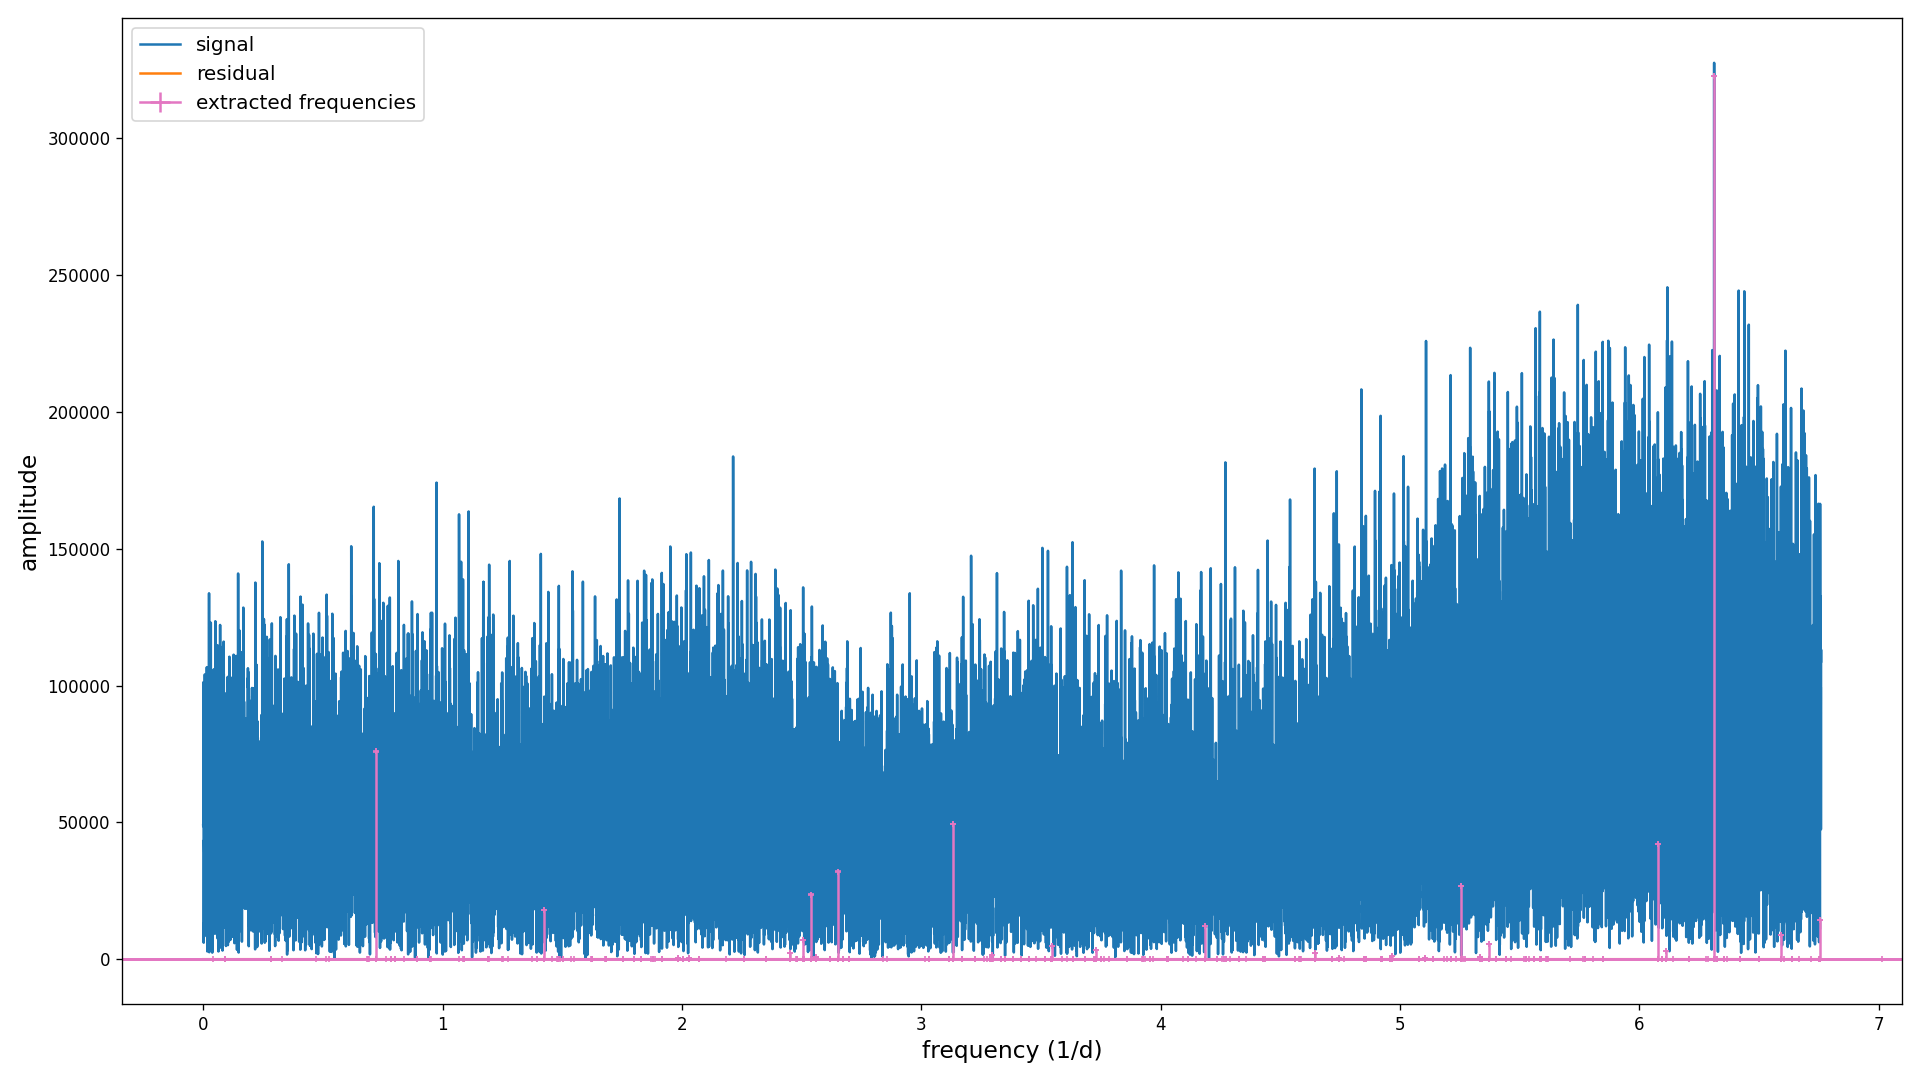 signal
residual
extracted frequencies
amplitude
300000
250000
200000
150000
100000
50000
0
0 1 2 3 4 5 6 7
frequency (1/d)